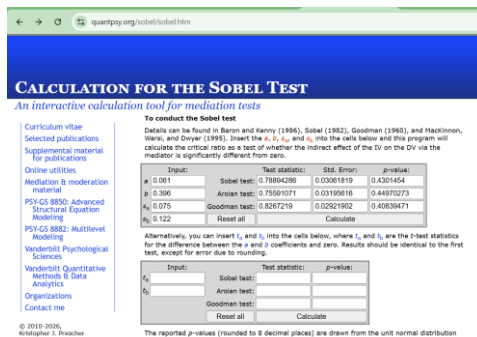 quantpsy.org/sobel/sobel.htm
CALCULATION FOR THE SOBEL TEST
An interactive calculation tool for mediation tests
Curriculum vitae
Selected publications
Supplemental material
for publications
Online utilities
Mediation & moderation
material
PSY-GS 8850: Advanced
Structural Equation
Modeling
PSY-GS 8882: Multilevel
Modeling
Vanderbilt Psychological
Sciences
Vanderbilt Quantitative
Methods & Data
Analytics
Organizations
Contact me
© 2010-2026,
Kristopher J. Preacher
To conduct the Sobel test
Details can be found in Baron and Kenny (1986), Sobel (1982), Goodman (1960), and MacKinnon,
Warsi, and Dwyer (1995). Insert the a, b, sa, and sb into the cells below and this program will
calculate the critical ratio as a test of whether the indirect effect of the IV on the DV via the
mediator is significantly different from zero.
Input: Test statistic: Std. Error: p-value:
a 0.061 Sobel test: 0.78894286 0.03061819 0.4301454
b 0.396 Aroian test: 0.75591071 0.03195616 0.44970273
sa 0.075 Goodman test: 0.8267219 0.02921902 0.40839471
sb 0.122 Reset all Calculate
Alternatively, you can insert ta and tb into the cells below, where ta and tb are the t-test statistics
for the difference between the a and b coefficients and zero. Results should be identical to the first
test, except for error due to rounding.
Input: Test statistic: p-value:
ta Sobel test:
tb Aroian test:
Goodman test:
Reset all Calculate
The reported p-values (rounded to 8 decimal places) are drawn from the unit normal distribution